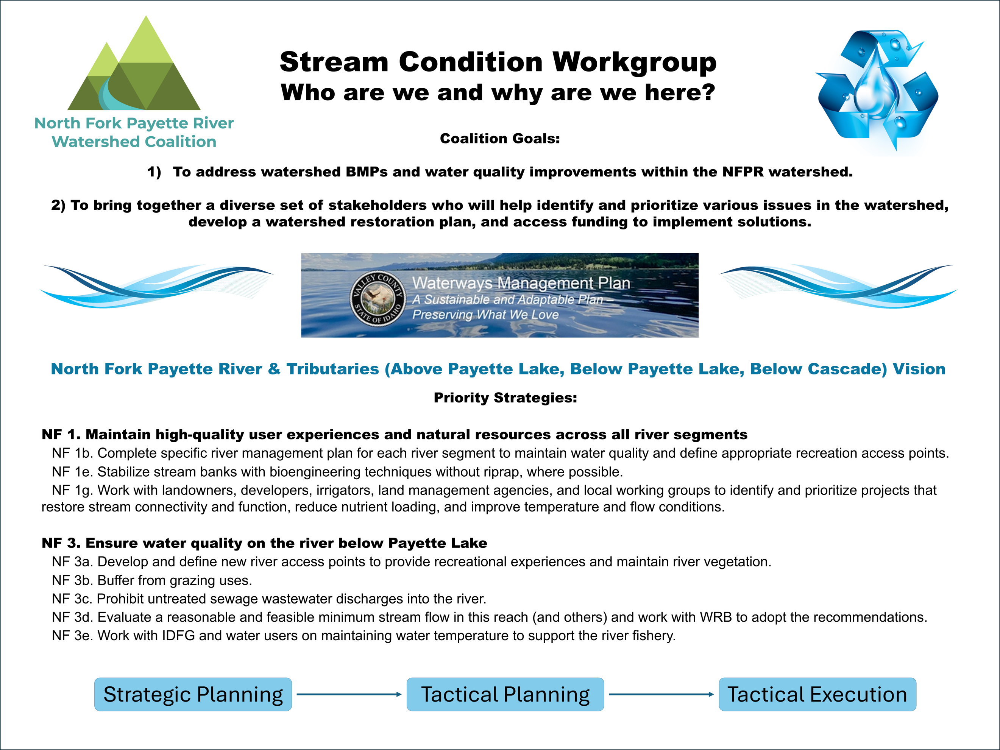 Stream Condition Workgroup
Who are we and why are we here?
North Fork Payette River
Watershed Coalition
Coalition Goals:
1) To address watershed BMPs and water quality improvements within the NFPR watershed.
2) To bring together a diverse set of stakeholders who will help identify and prioritize various issues in the watershed,
develop a watershed restoration plan, and access funding to implement solutions.
VALLEY COUNTY
STATE OF IDAHO
Waterways Management Plan
A Sustainable and Adaptable Plan –
Preserving What We Love
North Fork Payette River & Tributaries (Above Payette Lake, Below Payette Lake, Below Cascade) Vision
Priority Strategies:
NF 1. Maintain high-quality user experiences and natural resources across all river segments
NF 1b. Complete specific river management plan for each river segment to maintain water quality and define appropriate recreation access points.
NF 1e. Stabilize stream banks with bioengineering techniques without riprap, where possible.
NF 1g. Work with landowners, developers, irrigators, land management agencies, and local working groups to identify and prioritize projects that
restore stream connectivity and function, reduce nutrient loading, and improve temperature and flow conditions.
NF 3. Ensure water quality on the river below Payette Lake
NF 3a. Develop and define new river access points to provide recreational experiences and maintain river vegetation.
NF 3b. Buffer from grazing uses.
NF 3c. Prohibit untreated sewage wastewater discharges into the river.
NF 3d. Evaluate a reasonable and feasible minimum stream flow in this reach (and others) and work with WRB to adopt the recommendations.
NF 3e. Work with IDFG and water users on maintaining water temperature to support the river fishery.
Strategic Planning
Tactical Planning
Tactical Execution